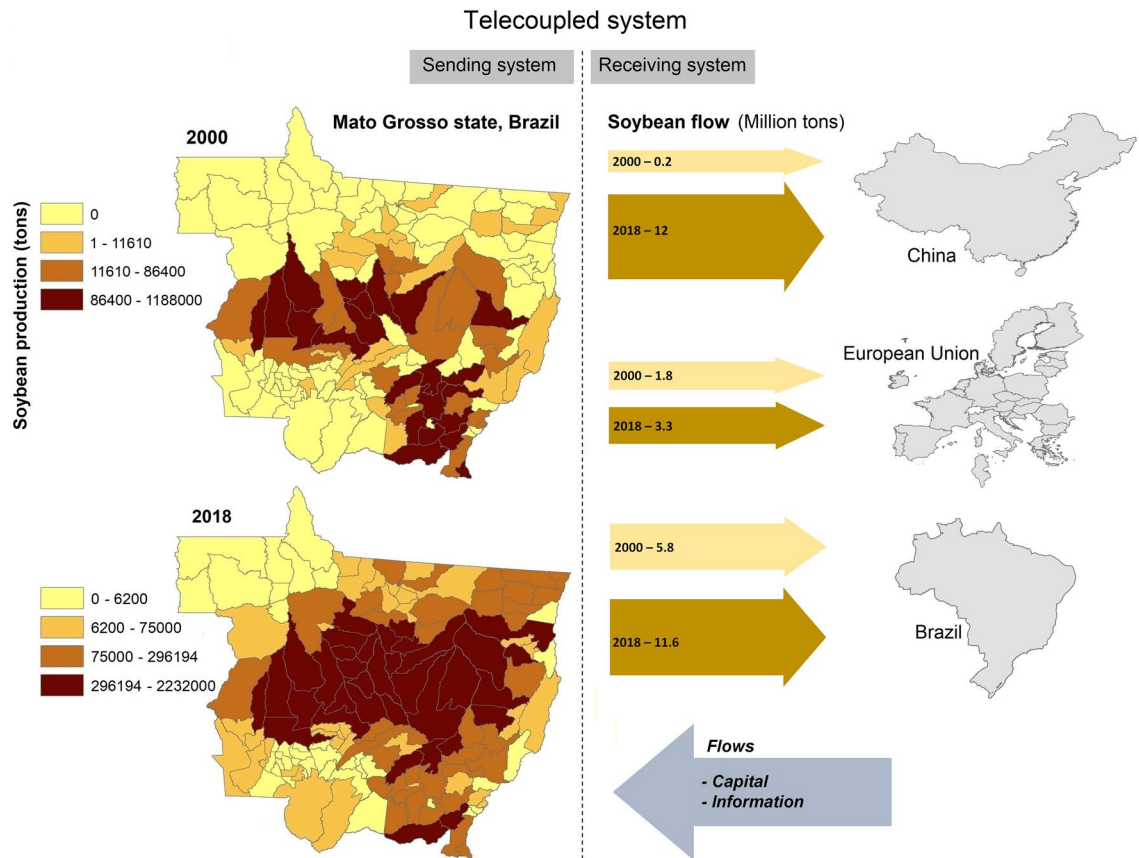 Telecoupled system
Sending system
Receiving system
Mato Grosso state, Brazil
Soybean flow (Million tons)
2000
Soybean production (tons)
0
1 - 11610
11610 - 86400
86400 - 1188000
2000 – 0.2
2018 – 12
China
European Union
2000 – 1.8
2018 – 3.3
2018
0 - 6200
6200 - 75000
75000 - 296194
296194 - 2232000
2000 – 5.8
2018 – 11.6
Brazil
Flows
- Capital
- Information